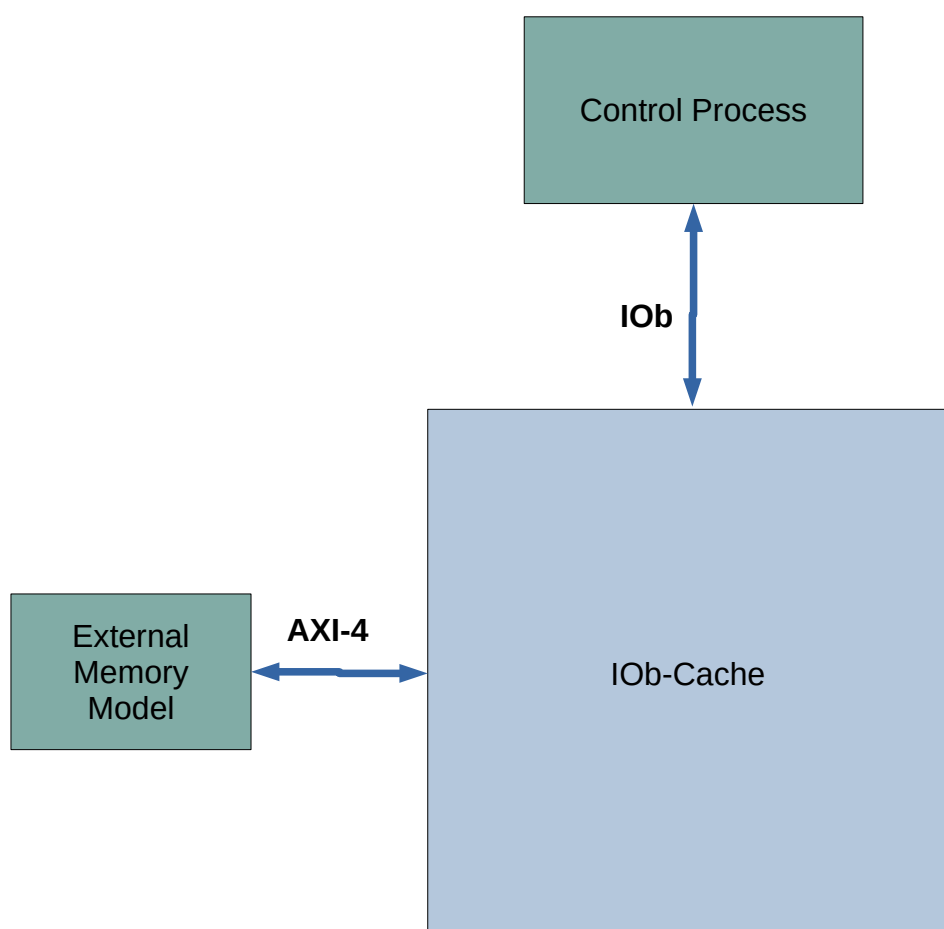 Control Process
IOb
AXI-4
External
Memory
Model
IOb-Cache